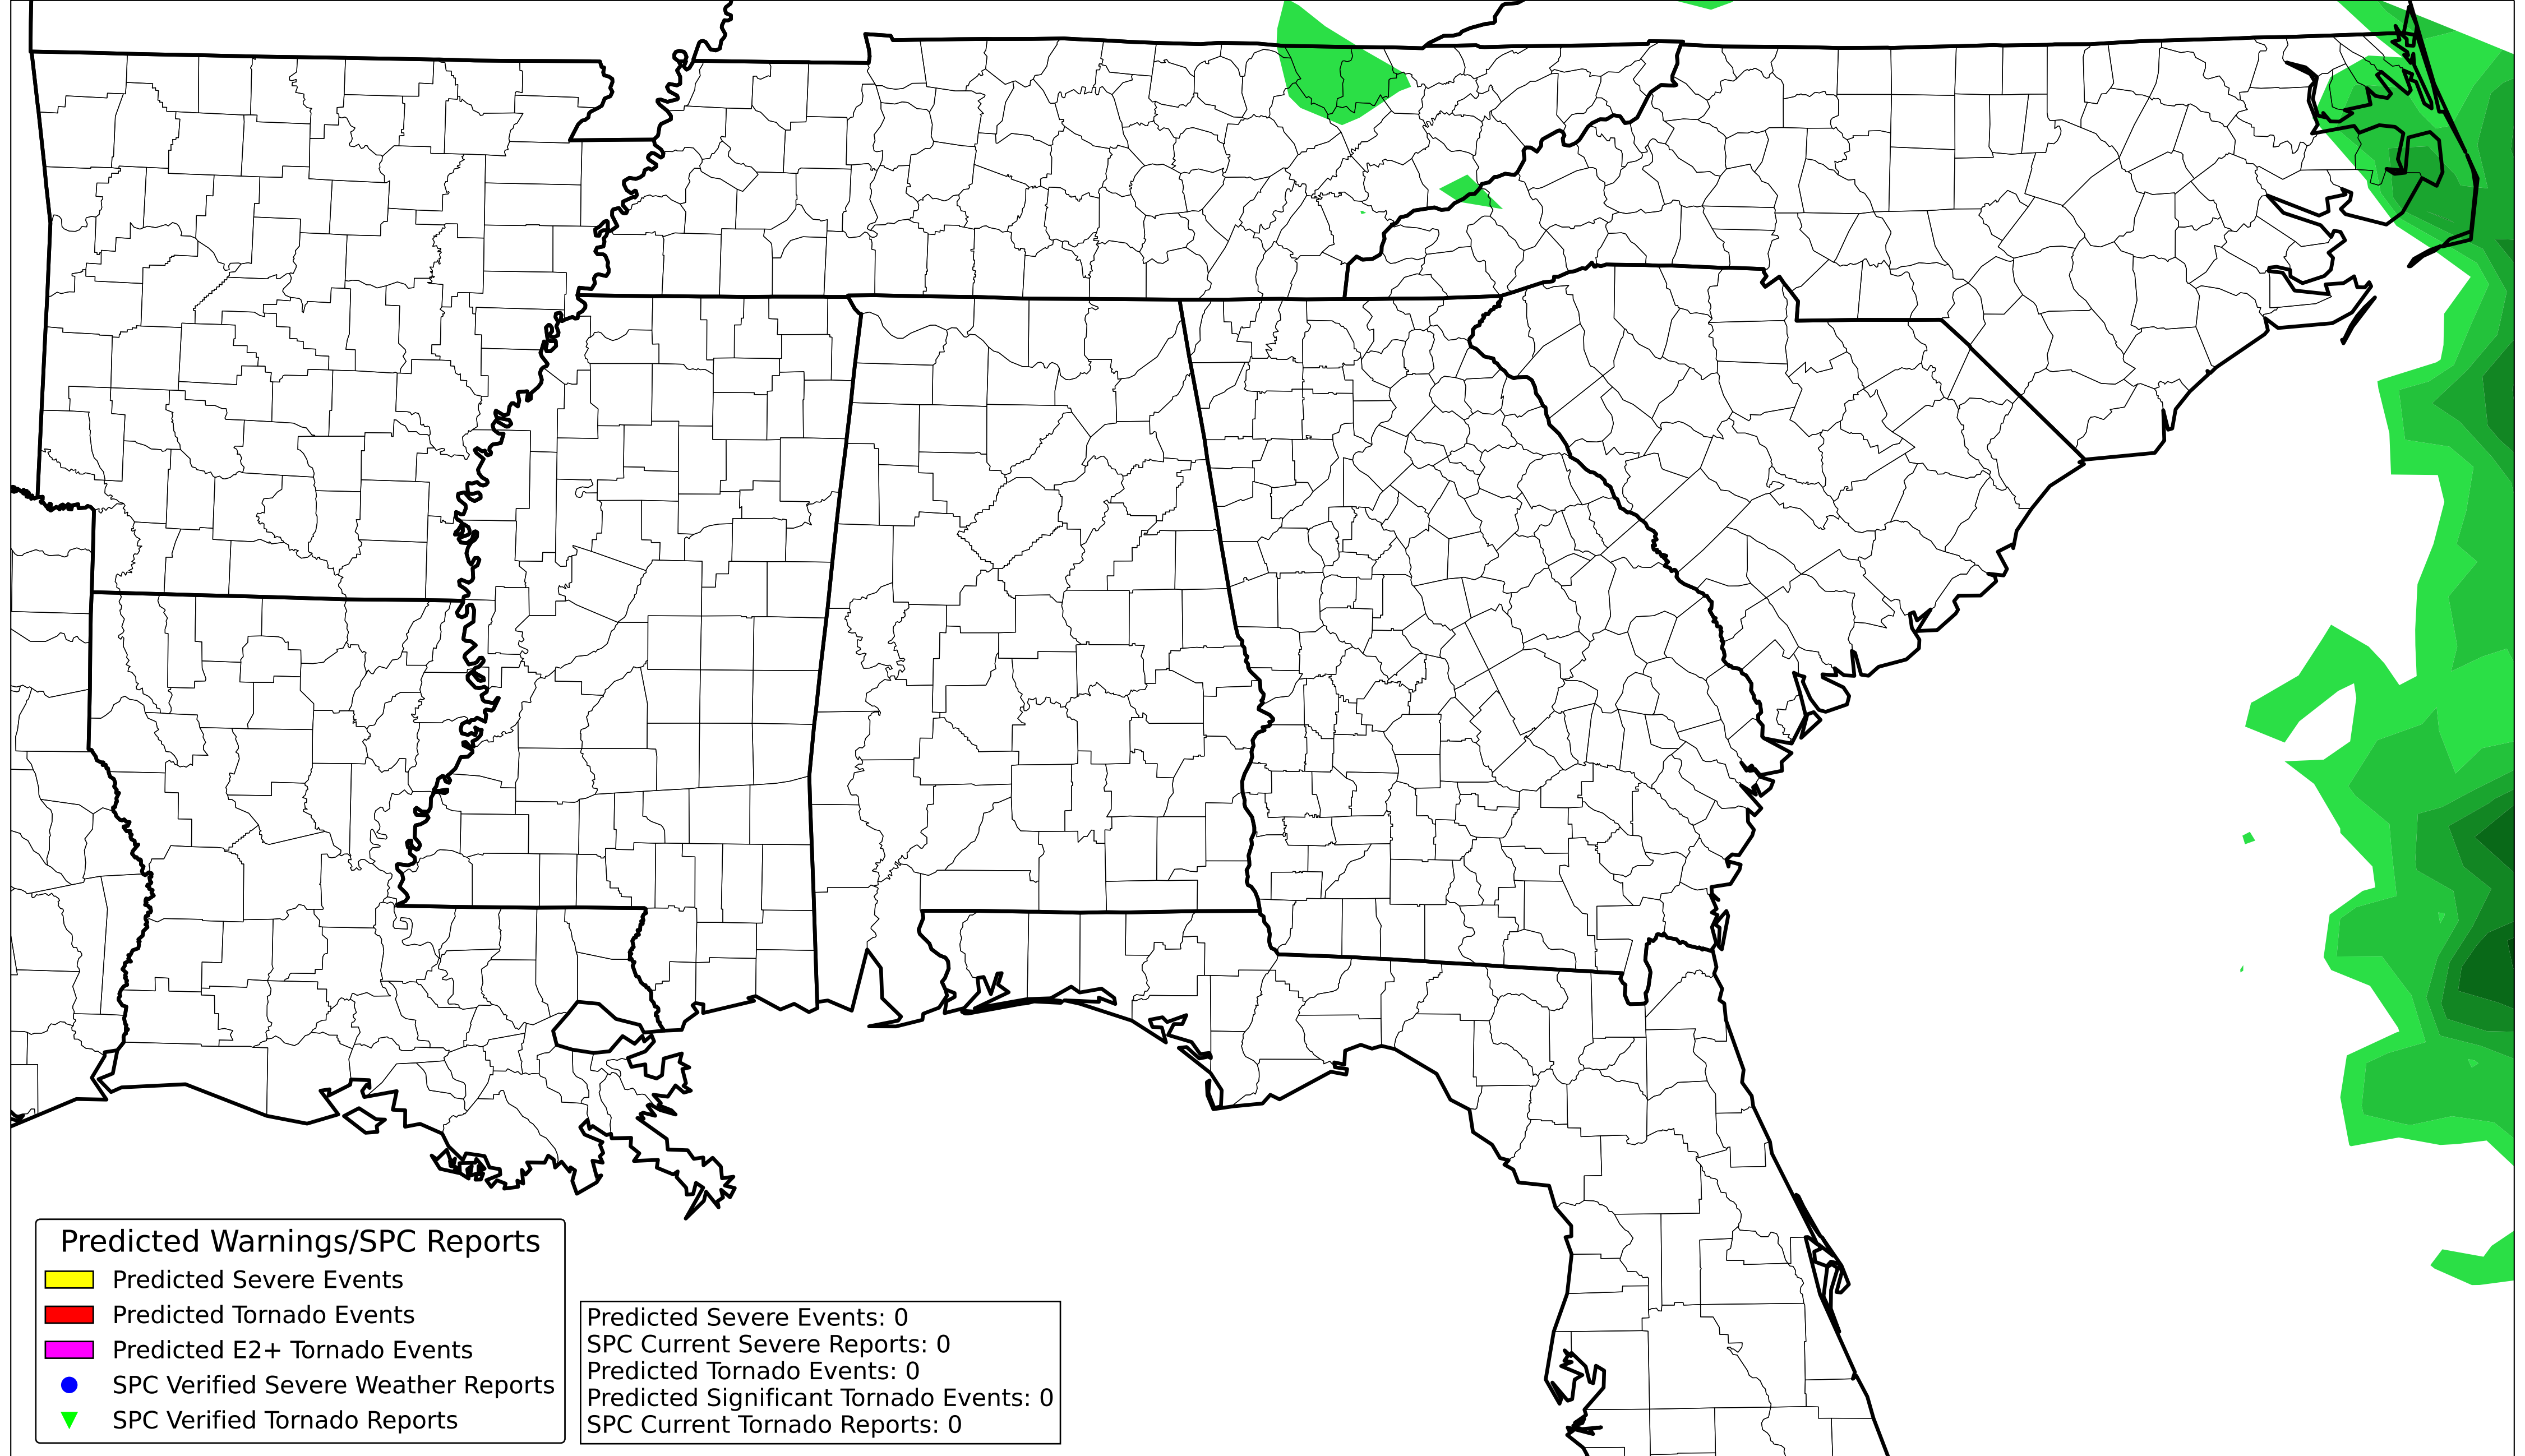 Predicted Warnings/SPC Reports
Predicted Severe Events
Predicted Tornado Events
Predicted E2+ Tornado Events
SPC Verified Severe Weather Reports
SPC Verified Tornado Reports
Predicted Severe Events: 0
SPC Current Severe Reports: 0
Predicted Tornado Events: 0
Predicted Significant Tornado Events: 0
SPC Current Tornado Reports: 0